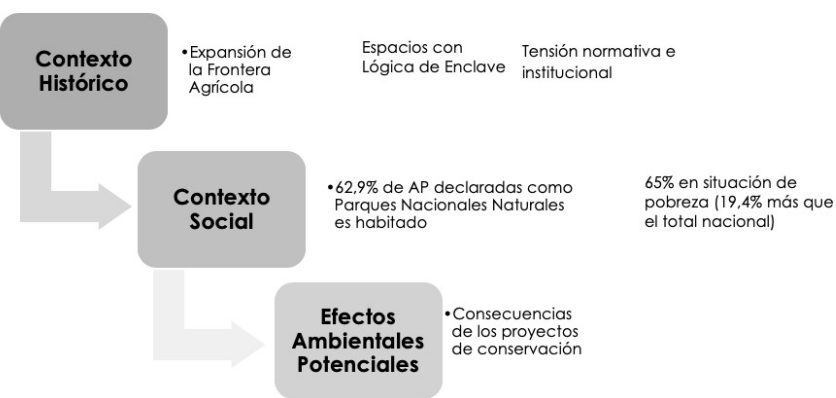 Contexto
Histórico
•Expansión de
la Frontera
Agrícola
Espacios con
Lógica de Enclave
Tensión normativa e
institucional
Contexto
Social
•62,9% de AP declaradas como
Parques Nacionales Naturales
es habitado
65% en situación de
pobreza (19,4% más que
el total nacional)
Efectos
Ambientales
Potenciales
•Consecuencias
de los proyectos
de conservación